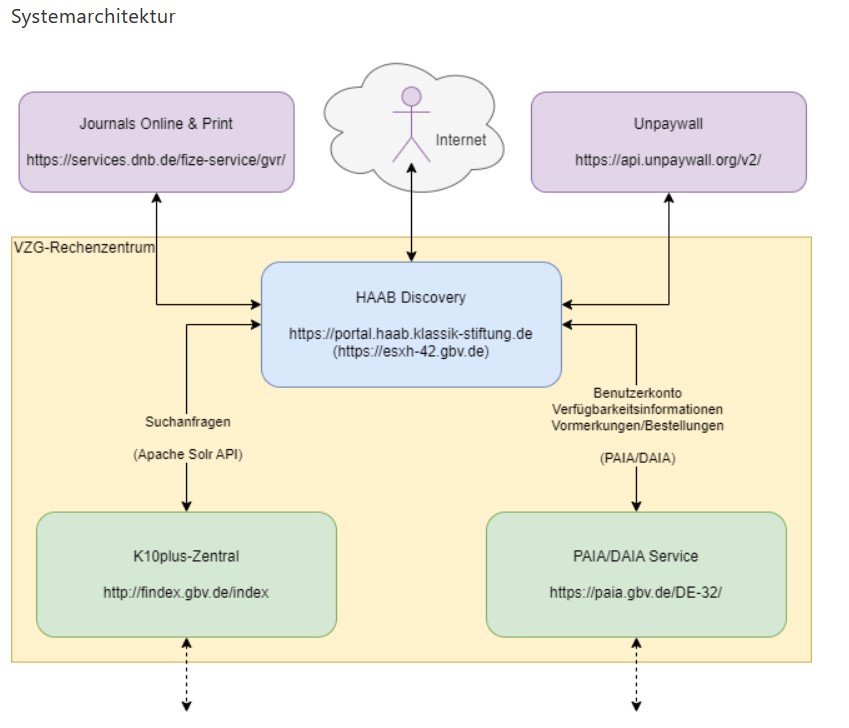 Systemarchitektur
Journals Online & Print
https://services.dnb.de/fize-service/gvr/
Internet
Unpaywall
https://api.unpaywall.org/v2/
VZG-Rechenzentrum
HAAB Discovery
https://portal.haab.klassik-stiftung.de
(https://esxh-42.gbv.de)
Suchanfragen
(Apache Solr API)
Benutzerkonto
Verfügbarkeitsinformationen
Vormerkungen/Bestellungen
(PAIA/DAIA)
K10plus-Zentral
http://findex.gbv.de/index
PAIA/DAIA Service
https://paia.gbv.de/DE-32/